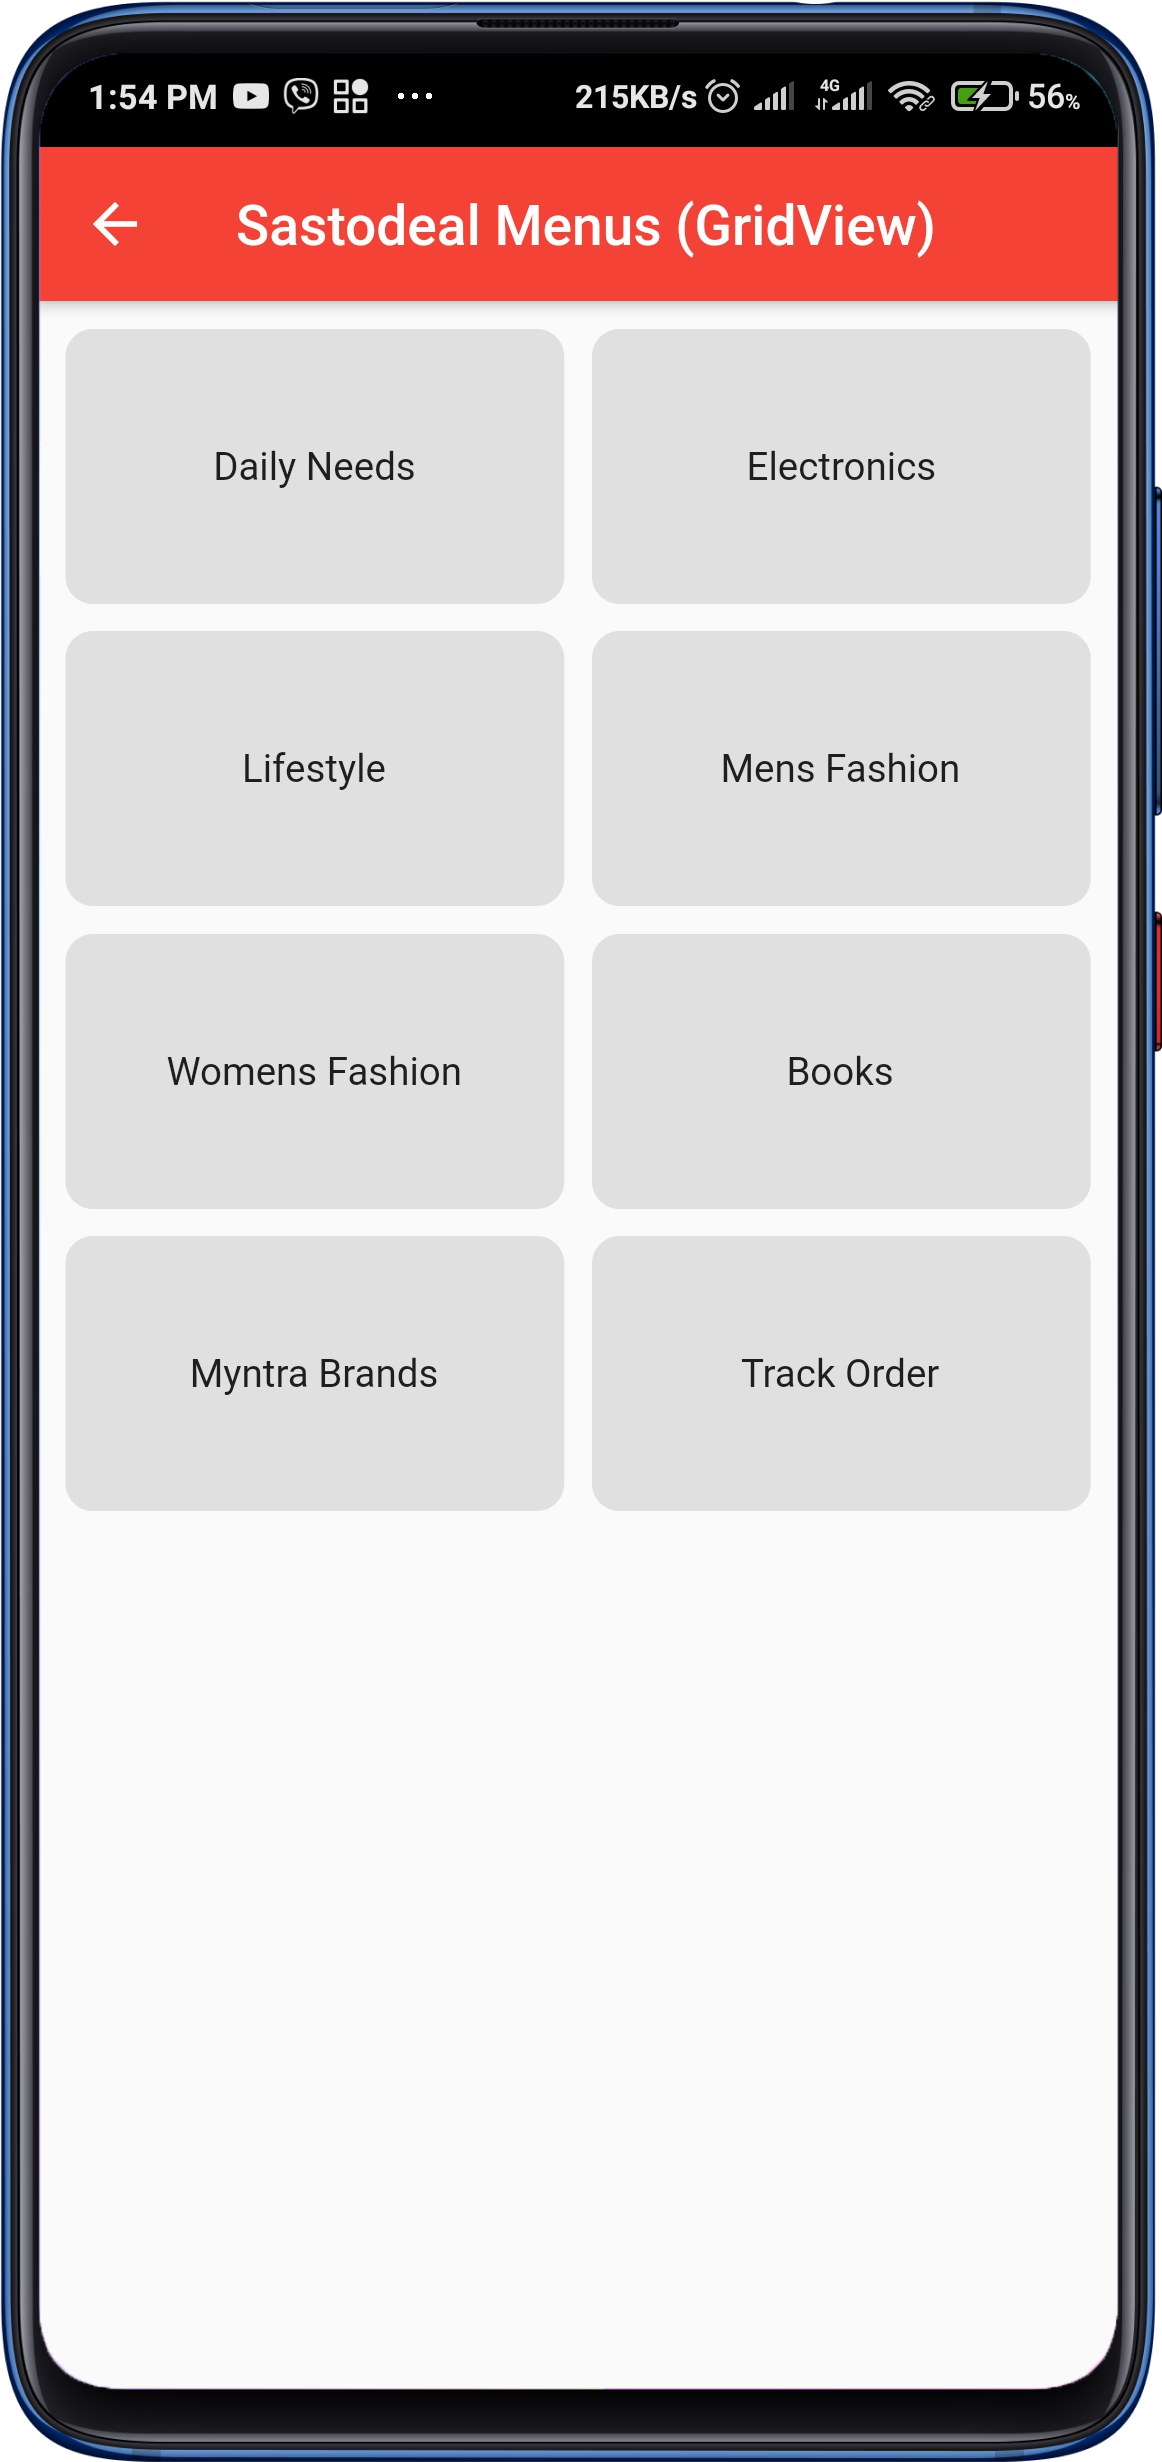 1:54 PM 215KB/s 4G 56%
Sastodeal Menus (GridView)
Daily Needs Electronics
Lifestyle Mens Fashion
Womens Fashion Books
Myntra Brands Track Order